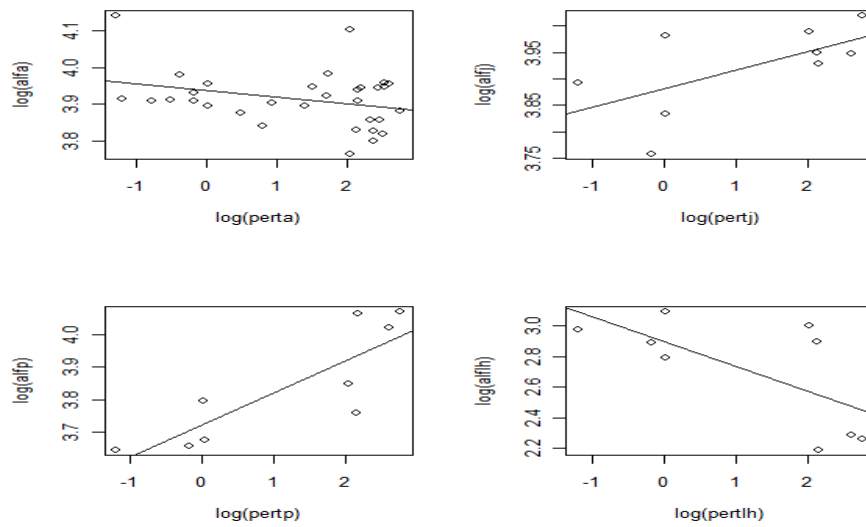 log(alfa)
4.1
4.0
3.9
3.8
-1 0 1 2
log(perta)
log(alfj)
3.95
3.85
3.75
-1 0 1 2
log(pertj)
log(alfp)
4.0
3.9
3.8
3.7
-1 0 1 2
log(pertp)
log(alflh)
3.0
2.8
2.6
2.4
2.2
-1 0 1 2
log(pertlh)